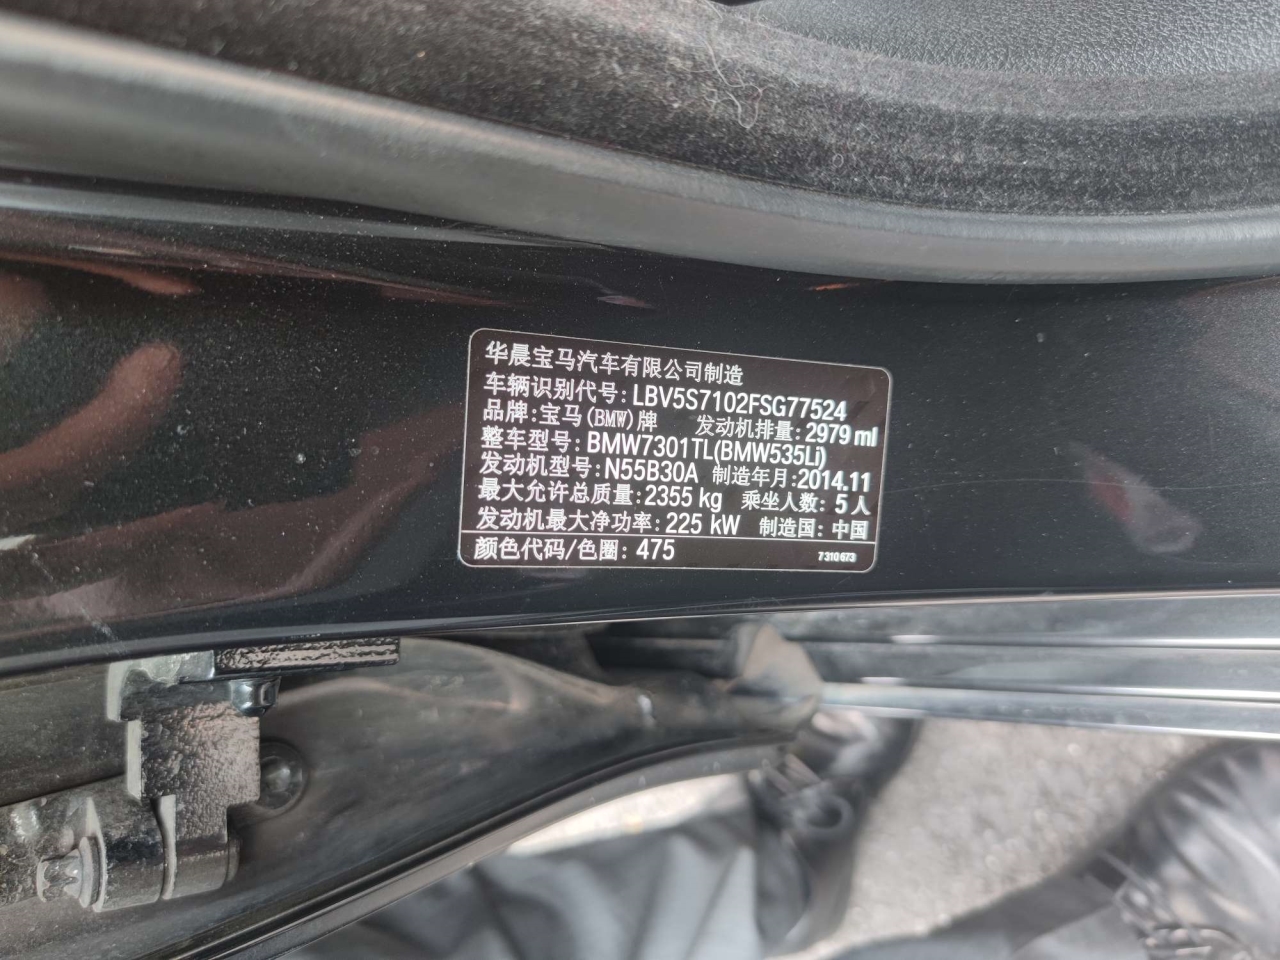 华晨宝马汽车有限公司制造
车辆识别代号: LBV5S7102FSG77524
品牌: 宝马(BMW)牌 发动机排量: 2979 ml
整车型号: BMW7301TL(BMW535Li)
发动机型号: N55B30A 制造年月: 2014.11
最大允许总质量: 2355 kg 乘坐人数: 5人
发动机最大净功率: 225 kW 制造国: 中国
颜色代码/色圈: 475 7310673